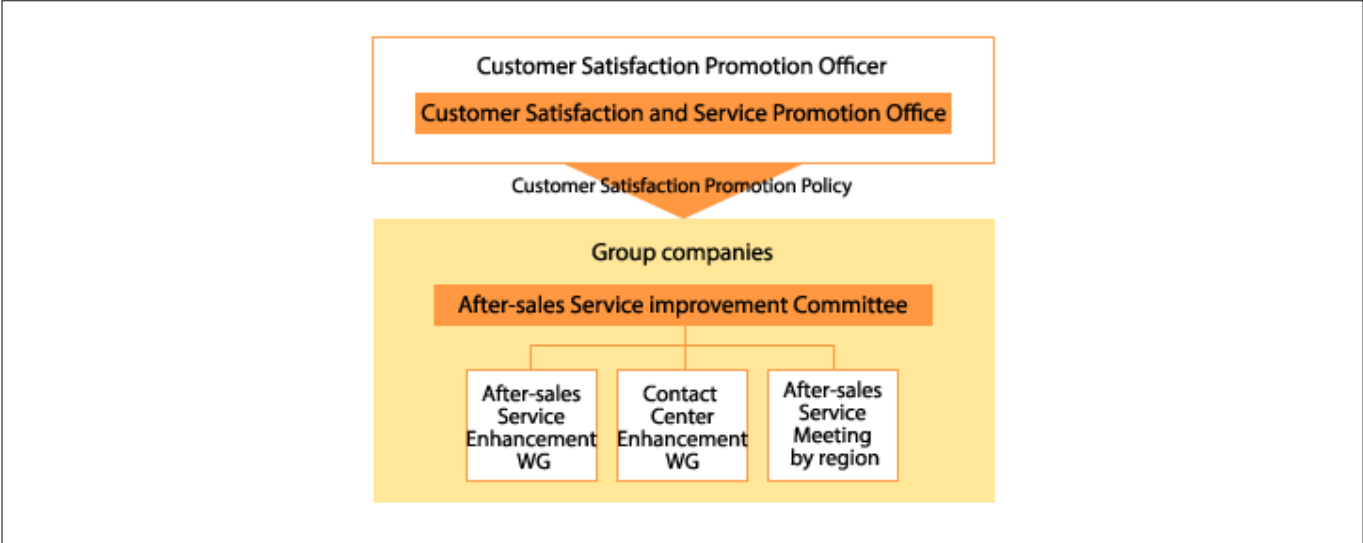 Customer Satisfaction Promotion Officer
Customer Satisfaction and Service Promotion Office
Customer Satisfaction Promotion Policy
Group companies
After-sales Service improvement Committee
After-sales
Service
Enhancement
WG
Contact
Center
Enhancement
WG
After-sales
Service
Meeting
by region